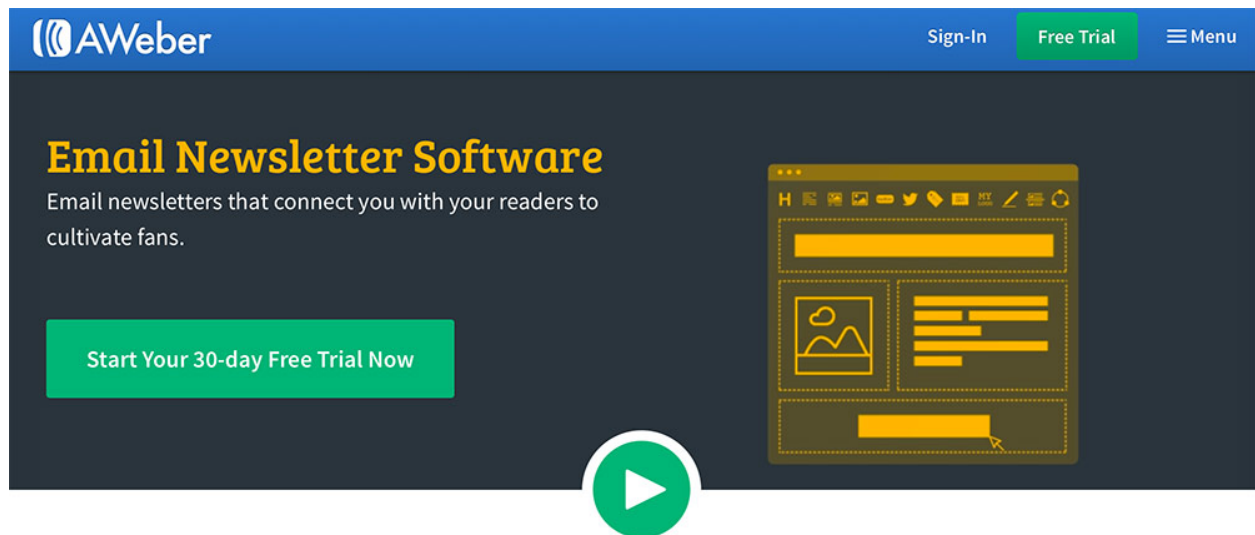 AWeber
Sign-In
Free Trial
Menu
Email Newsletter Software
Email newsletters that connect you with your readers to
cultivate fans.
H
MY
Start Your 30-day Free Trial Now